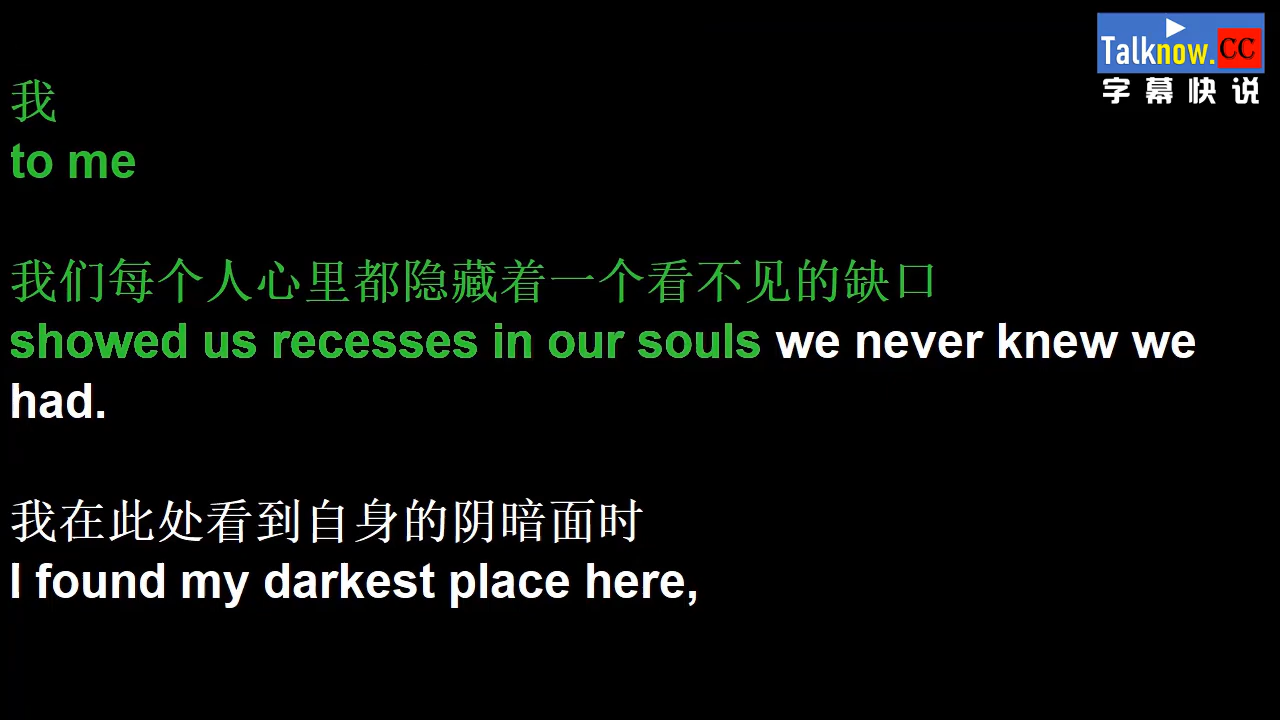 Talknow.CC
字幕快说
我
to me
我们每个人心里都隐藏着一个看不见的缺口
showed us recesses in our souls we never knew we
had.
我在此处看到自身的阴暗面时
I found my darkest place here,